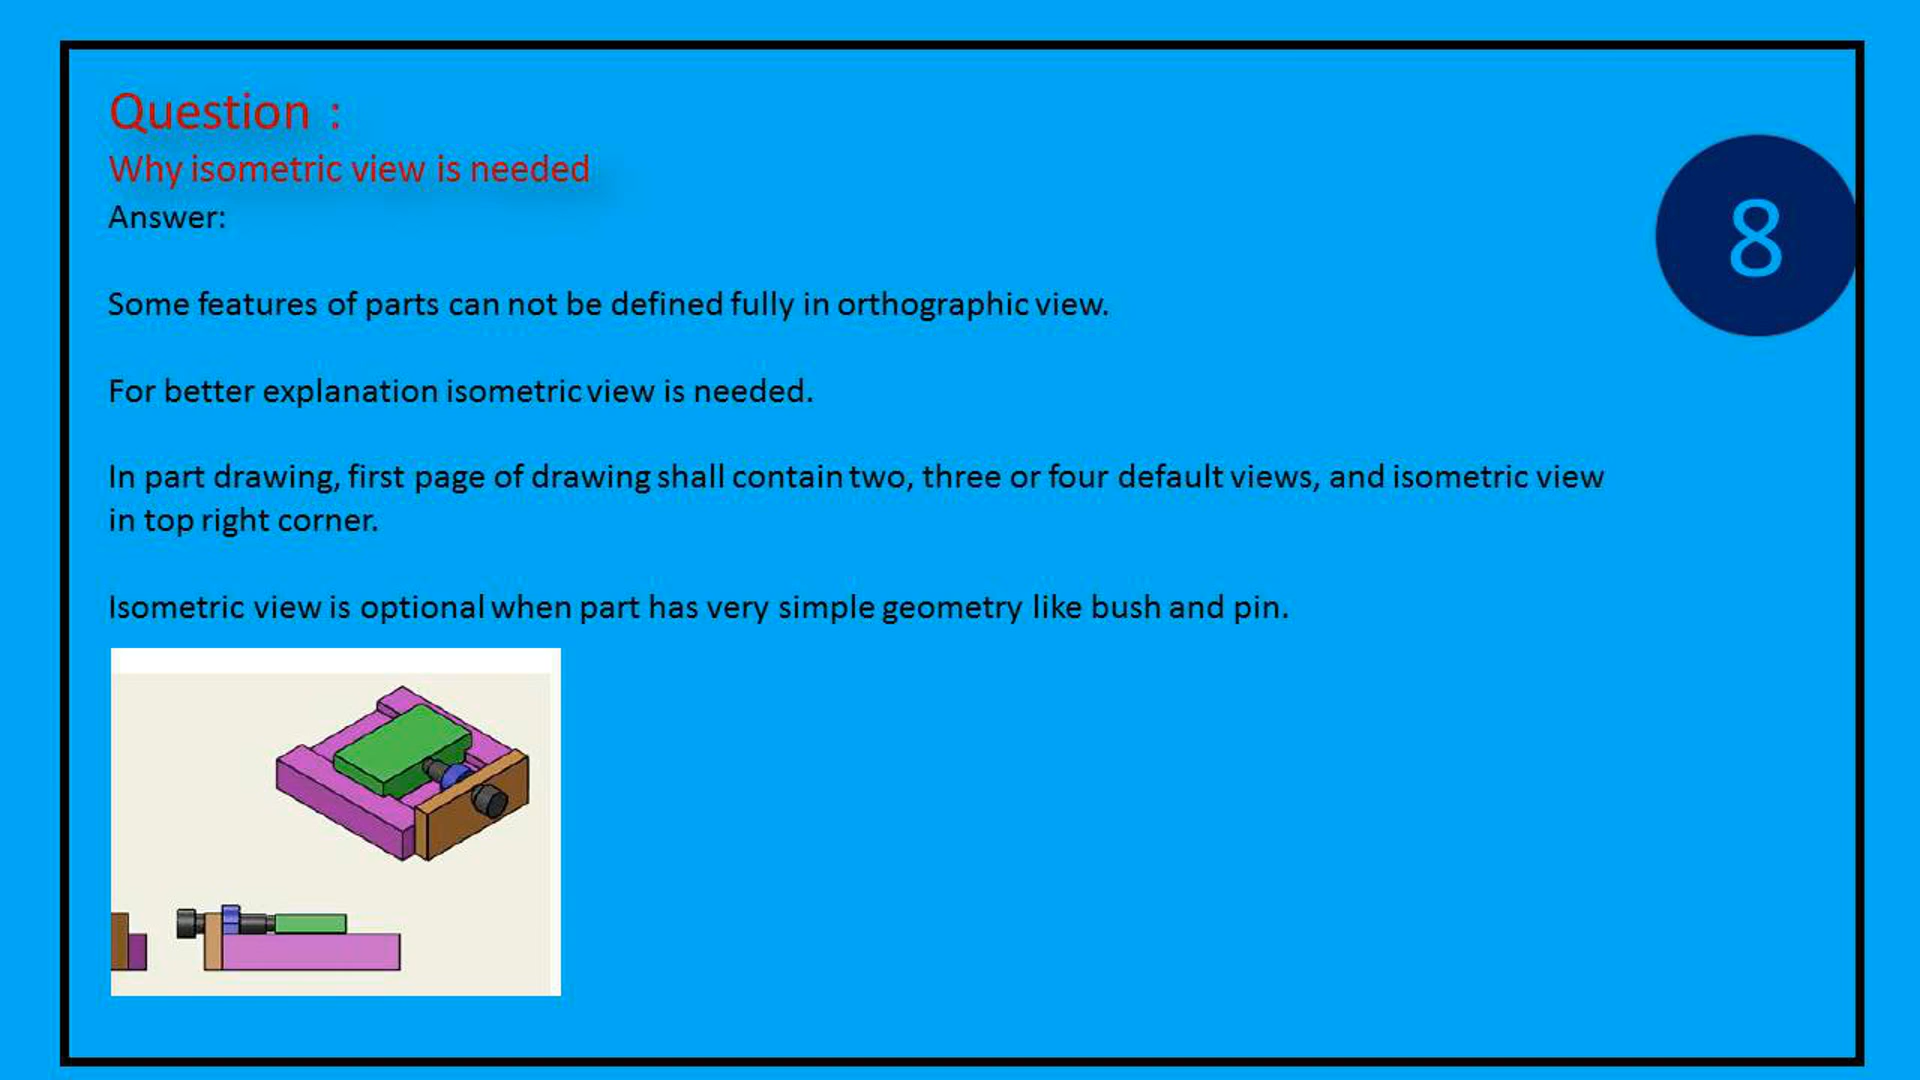 Question :
Why isometric view is needed
Answer:
8
Some features of parts can not be defined fully in orthographic view.
For better explanation isometric view is needed.
In part drawing, first page of drawing shall contain two, three or four default views, and isometric view
in top right corner.
Isometric view is optional when part has very simple geometry like bush and pin.